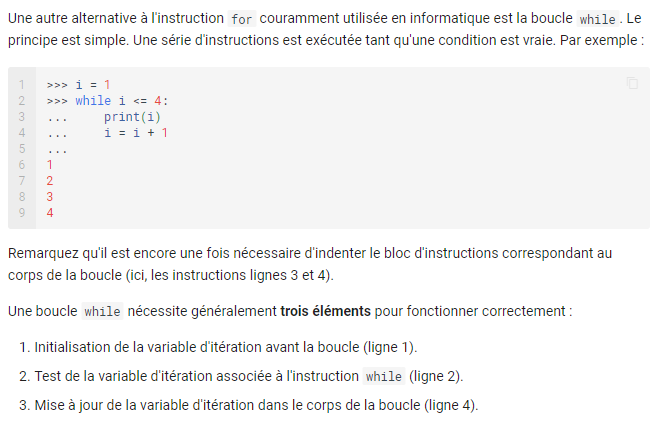 Une autre alternative à l'instruction for couramment utilisée en informatique est la boucle while. Le
principe est simple. Une série d'instructions est exécutée tant qu'une condition est vraie. Par exemple :
1 >>> i = 1
2 >>> while i <= 4:
3 ...     print(i)
4 ...     i = i + 1
5 ...
6 1
7 2
8 3
9 4
Remarquez qu'il est encore une fois nécessaire d'indenter le bloc d'instructions correspondant au
corps de la boucle (ici, les instructions lignes 3 et 4).
Une boucle while nécessite généralement trois éléments pour fonctionner correctement :
1. Initialisation de la variable d'itération avant la boucle (ligne 1).
2. Test de la variable d'itération associée à l'instruction while (ligne 2).
3. Mise à jour de la variable d'itération dans le corps de la boucle (ligne 4).